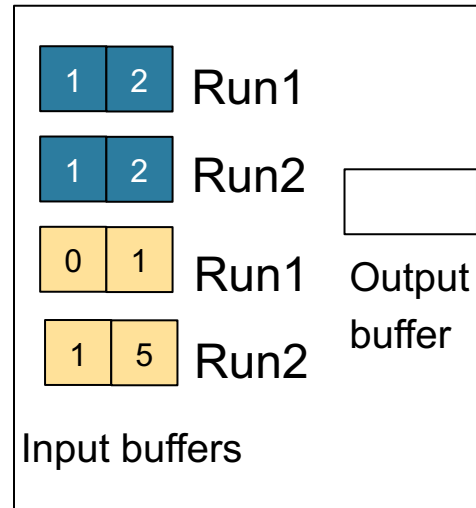 1 2 Run1
1 2 Run2
0 1 Run1
1 5 Run2
Output
buffer
Input buffers